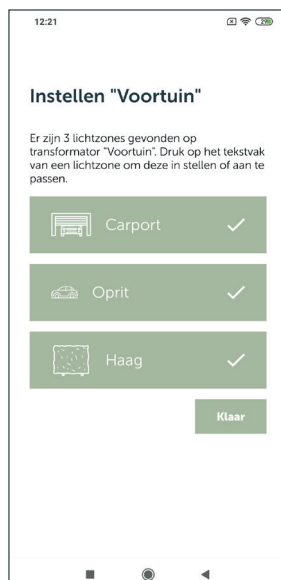 12:21
29
Instellen "Voortuin"
Er zijn 3 lichtzones gevonden op
transformator "Voortuin". Druk op het tekstvak
van een lichtzone om deze in stellen of aan te
passen.
Carport
Oprit
Haag
Klaar